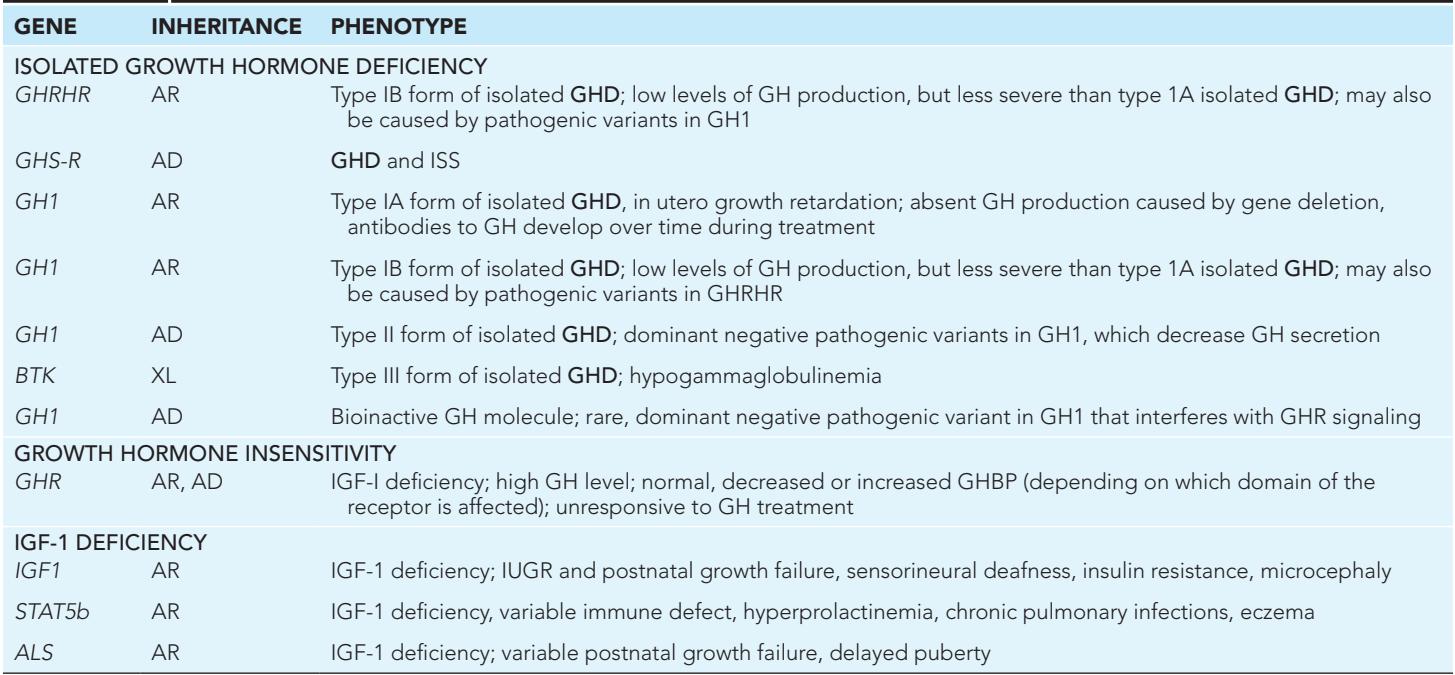 GENE INHERITANCE PHENOTYPE
ISOLATED GROWTH HORMONE DEFICIENCY
GHRHR AR Type IB form of isolated GHD; low levels of GH production, but less severe than type 1A isolated GHD; may also
be caused by pathogenic variants in GH1
GHS-R AD GHD and ISS
GH1 AR Type IA form of isolated GHD, in utero growth retardation; absent GH production caused by gene deletion,
antibodies to GH develop over time during treatment
GH1 AR Type IB form of isolated GHD; low levels of GH production, but less severe than type 1A isolated GHD; may also
be caused by pathogenic variants in GHRHR
GH1 AD Type II form of isolated GHD; dominant negative pathogenic variants in GH1, which decrease GH secretion
BTK XL Type III form of isolated GHD; hypogammaglobulinemia
GH1 AD Bioinactive GH molecule; rare, dominant negative pathogenic variant in GH1 that interferes with GHR signaling
GROWTH HORMONE INSENSITIVITY
GHR AR, AD IGF-I deficiency; high GH level; normal, decreased or increased GHBP (depending on which domain of the
receptor is affected); unresponsive to GH treatment
IGF-1 DEFICIENCY
IGF1 AR IGF-1 deficiency; IUGR and postnatal growth failure, sensorineural deafness, insulin resistance, microcephaly
STAT5b AR IGF-1 deficiency, variable immune defect, hyperprolactinemia, chronic pulmonary infections, eczema
ALS AR IGF-1 deficiency; variable postnatal growth failure, delayed puberty